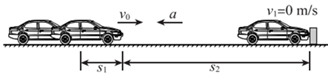 v₀ a v₁=0 m/s
s₁ s₂